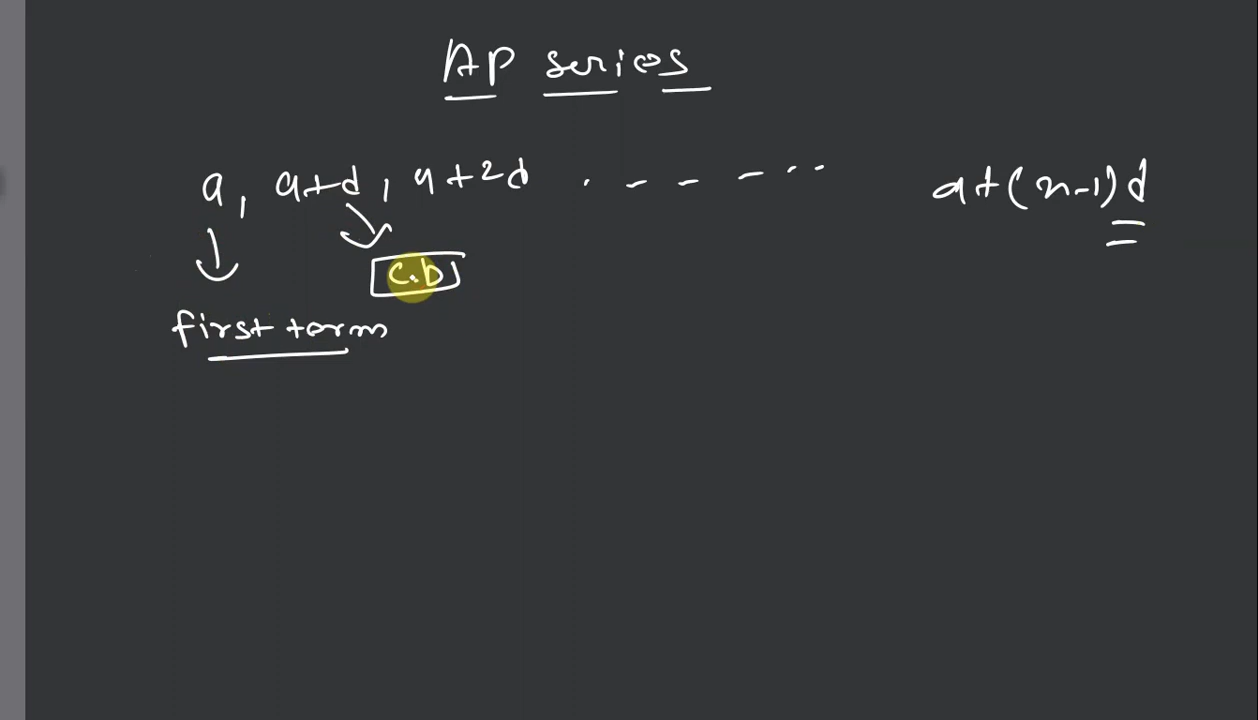 AP series
a, a+d, a+2d . - - - . . a+(n-1)d
C.D
first term